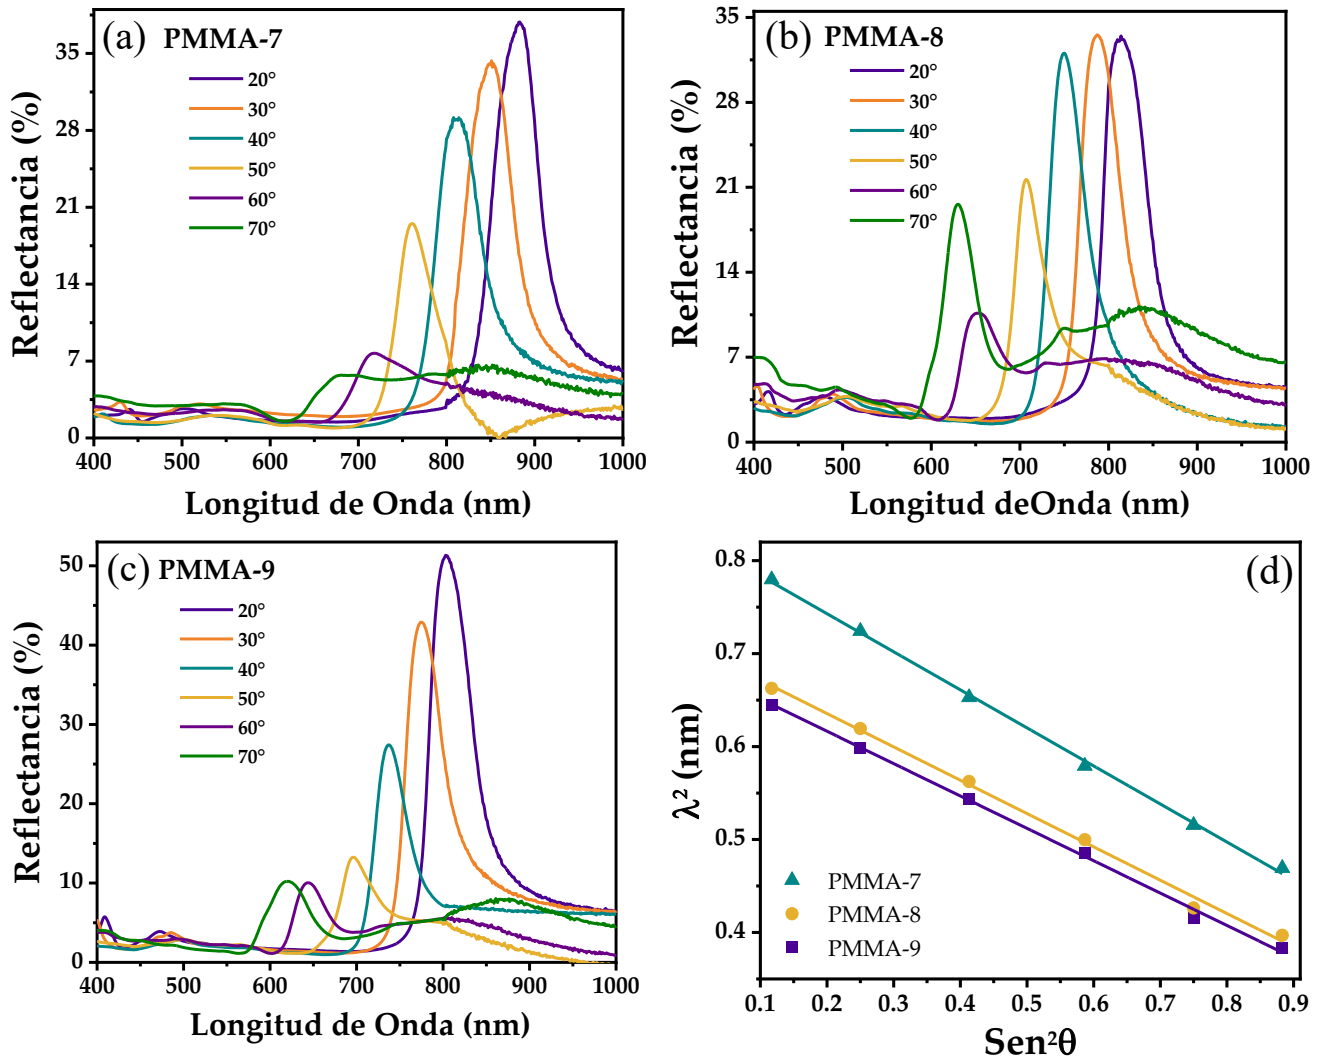 (a) PMMA-7
20°
30°
40°
50°
60°
70°
Reflectancia (%)
35
28
21
14
7
0
400 500 600 700 800 900 1000
Longitud de Onda (nm)
(b) PMMA-8
20°
30°
40°
50°
60°
70°
Reflectancia (%)
35
28
21
14
7
0
400 500 600 700 800 900 1000
Longitud deOnda (nm)
(c) PMMA-9
20°
30°
40°
50°
60°
70°
Reflectancia (%)
50
40
30
20
10
0
400 500 600 700 800 900 1000
Longitud de Onda (nm)
(d)
λ² (nm)
0.8
0.7
0.6
0.5
0.4
PMMA-7
PMMA-8
PMMA-9
0.1 0.2 0.3 0.4 0.5 0.6 0.7 0.8 0.9
Sen²θ